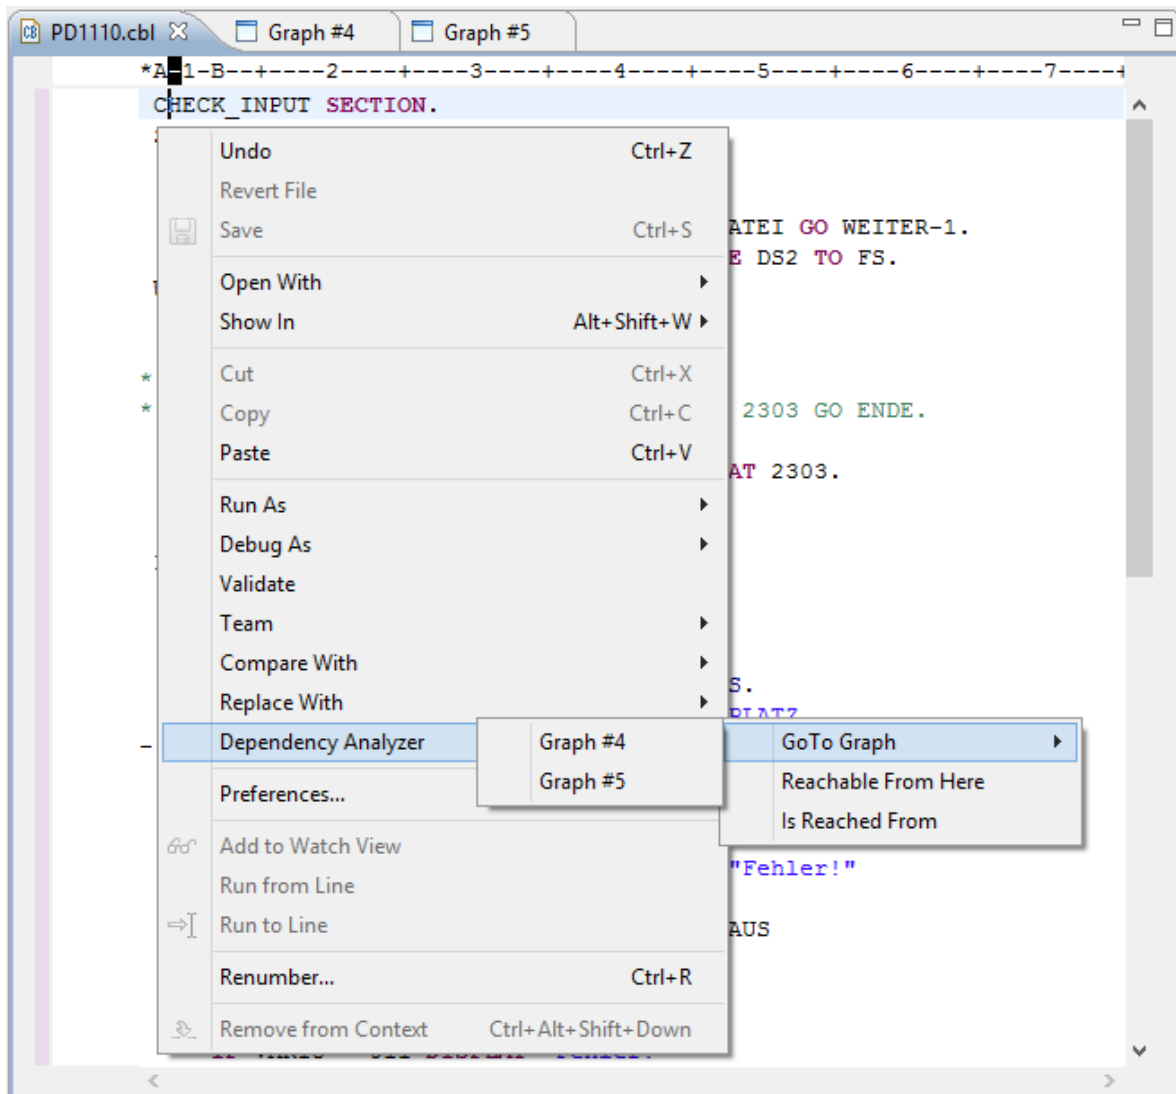 PD1110.cbl Graph #4 Graph #5
*A-1-B--+----2----+----3----+----4----+----5----+----6----+----7----+
CHECK_INPUT SECTION.
Undo Ctrl+Z
Revert File
Save Ctrl+S
ATEI GO WEITER-1.
E DS2 TO FS.
Open With
Show In Alt+Shift+W
Cut Ctrl+X
*
Copy Ctrl+C
* 2303 GO ENDE.
Paste Ctrl+V
AT 2303.
Run As
Debug As
Validate
Team
Compare With
S.
Replace With
PLATZ
Dependency Analyzer Graph #4 GoTo Graph
Graph #5 Reachable From Here
Preferences...
Is Reached From
Add to Watch View
"Fehler!"
Run from Line
Run to Line
AUS
Renumber... Ctrl+R
Remove from Context Ctrl+Alt+Shift+Down